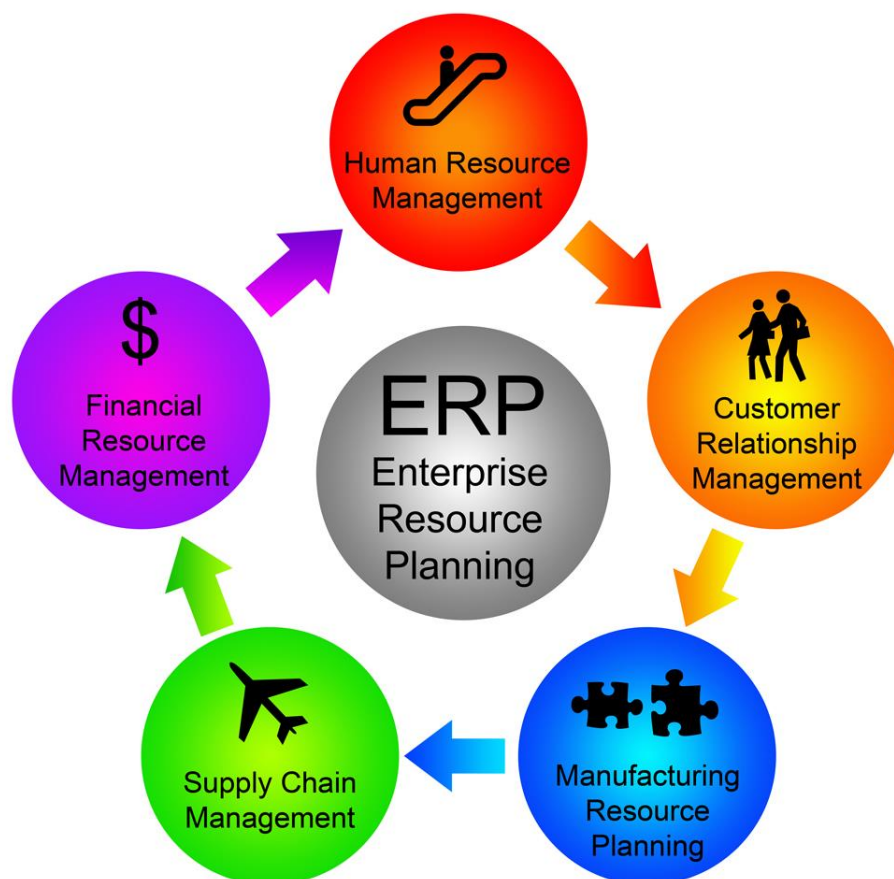 Human Resource
Management
$
Financial
Resource
Management
ERP
Enterprise
Resource
Planning
Customer
Relationship
Management
Supply Chain
Management
Manufacturing
Resource
Planning